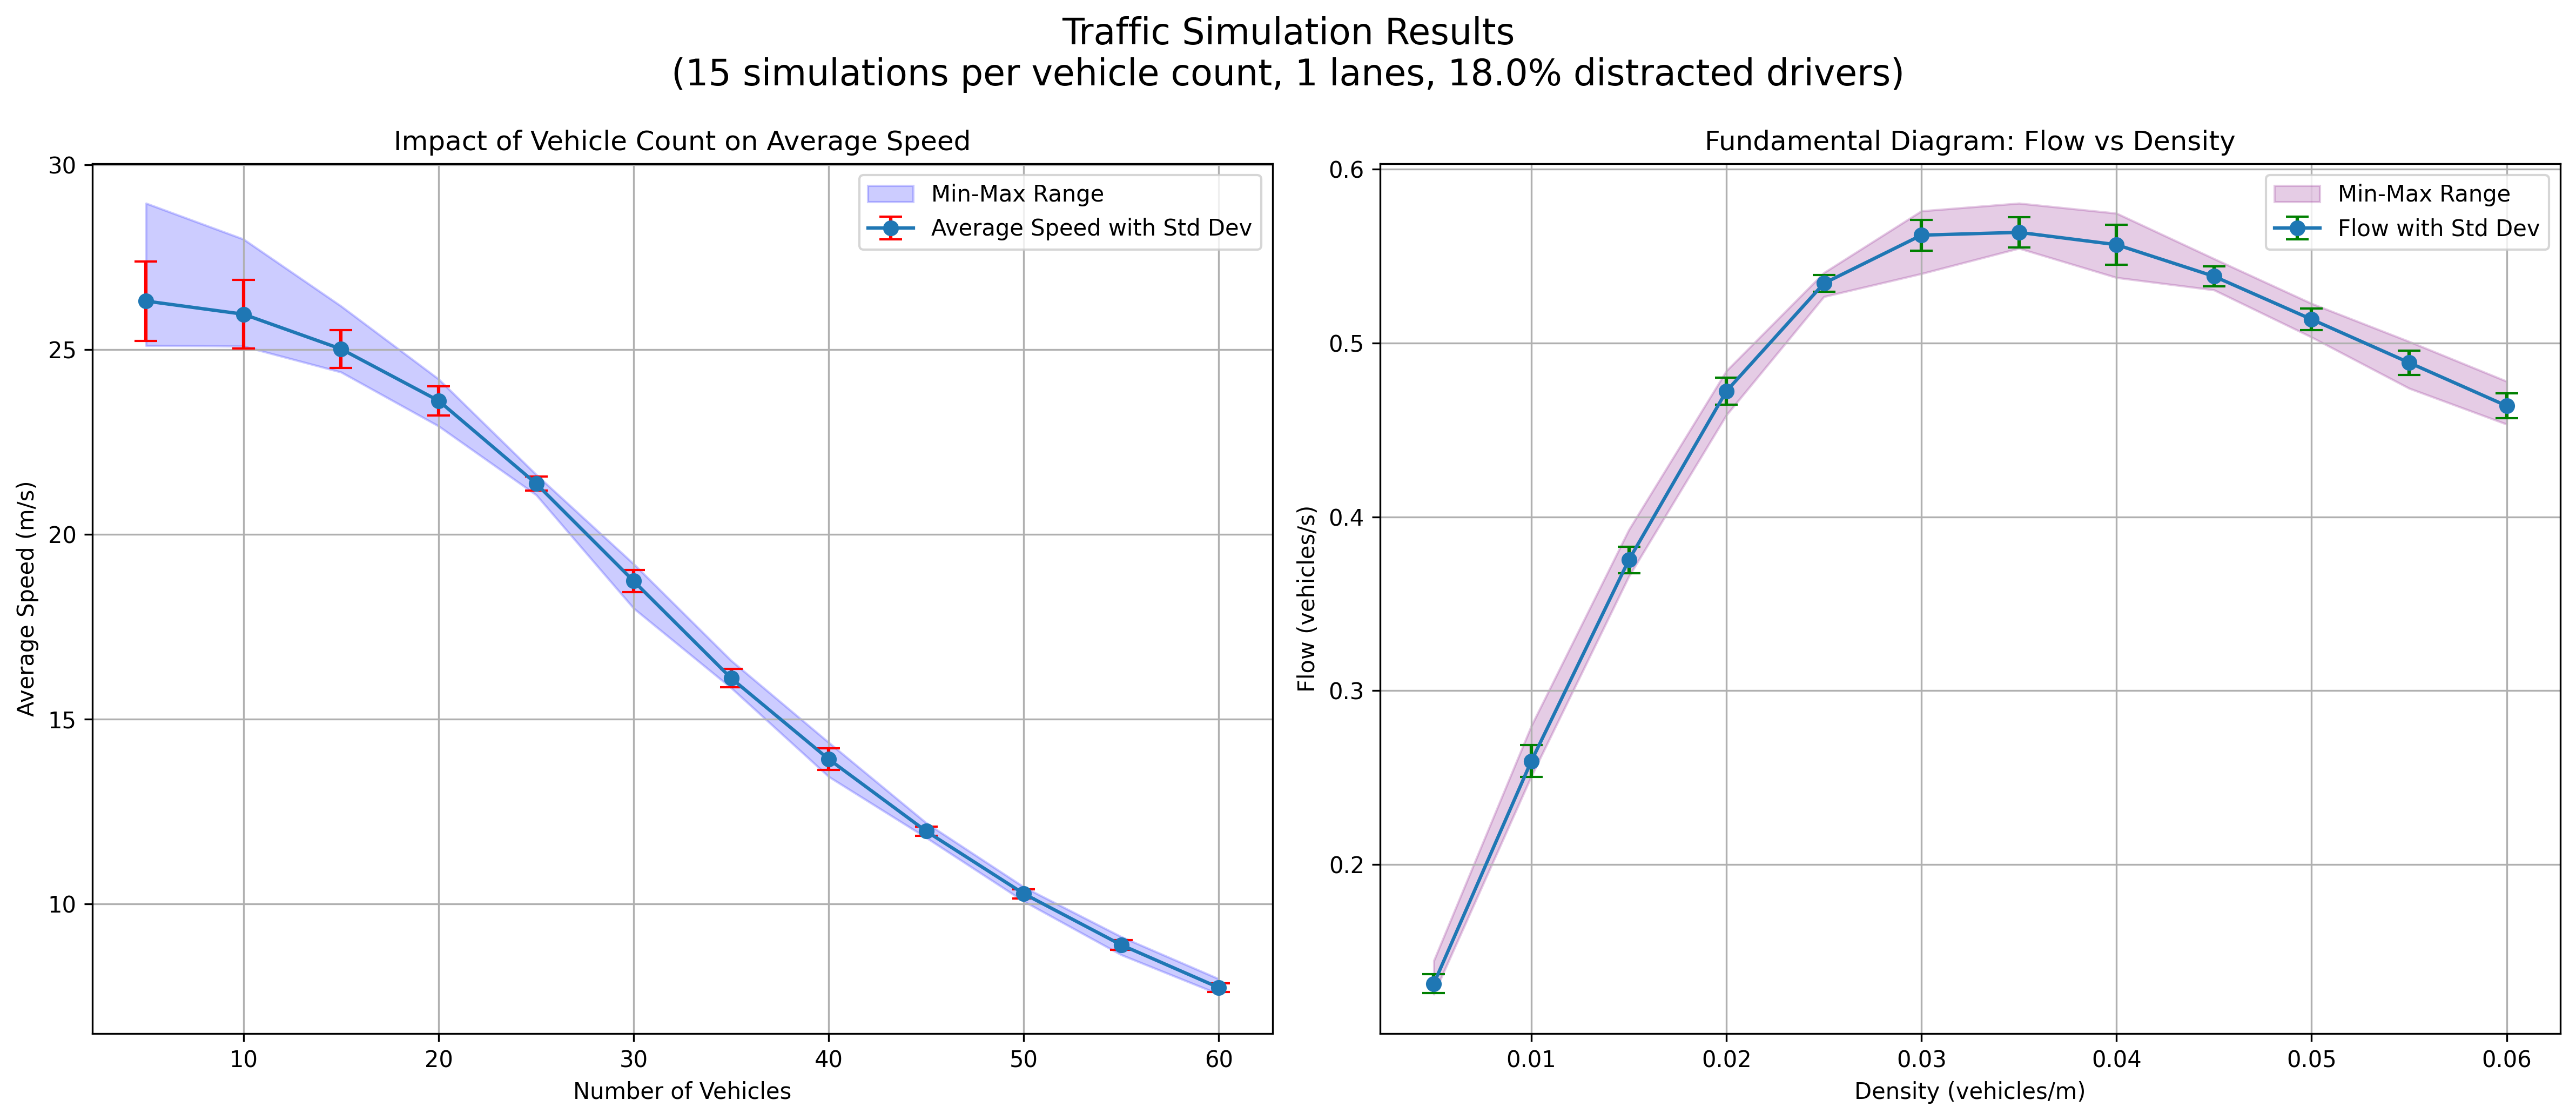 Traffic Simulation Results
(15 simulations per vehicle count, 1 lanes, 18.0% distracted drivers)
Impact of Vehicle Count on Average Speed
30
25
20
15
10
Average Speed (m/s)
Min-Max Range
Average Speed with Std Dev
10
20
30
40
50
60
Number of Vehicles
Fundamental Diagram: Flow vs Density
0.6
0.5
0.4
0.3
0.2
Flow (vehicles/s)
Min-Max Range
Flow with Std Dev
0.01
0.02
0.03
0.04
0.05
0.06
Density (vehicles/m)